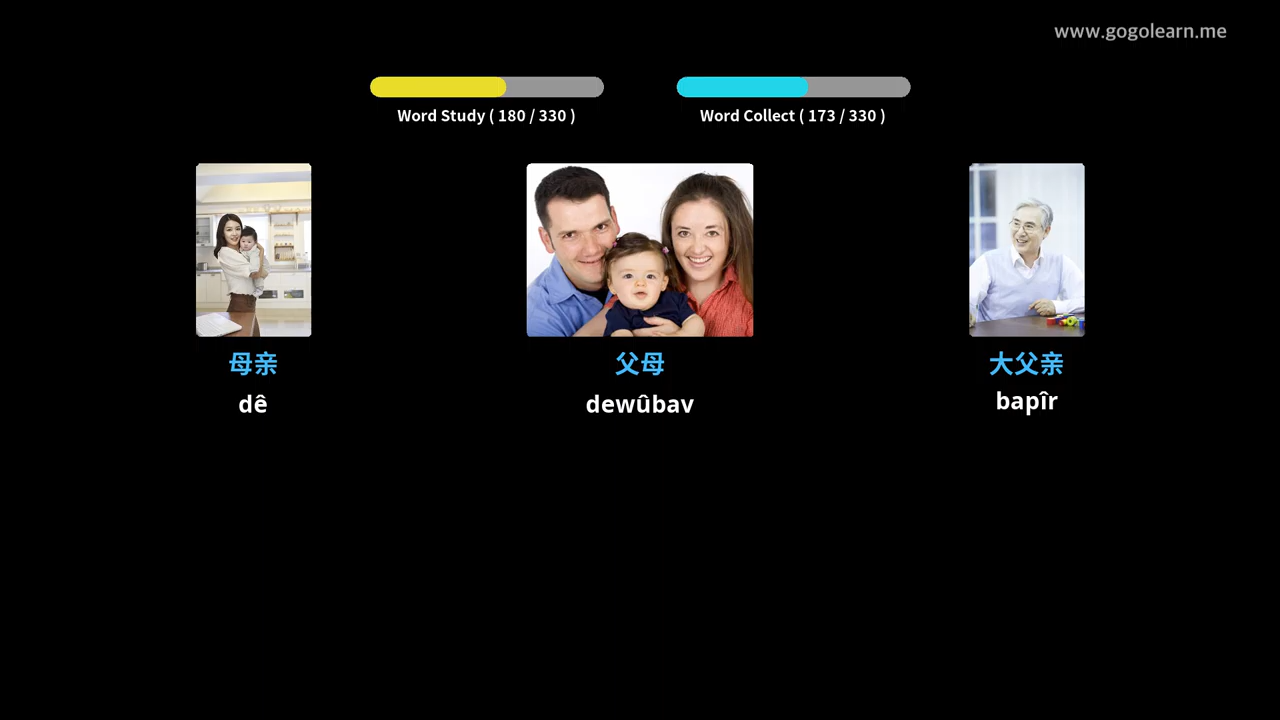 www.gogolearn.me
Word Study ( 180 / 330 )
Word Collect ( 173 / 330 )
母亲
父母
大父亲
dê
dewûbav
bapîr